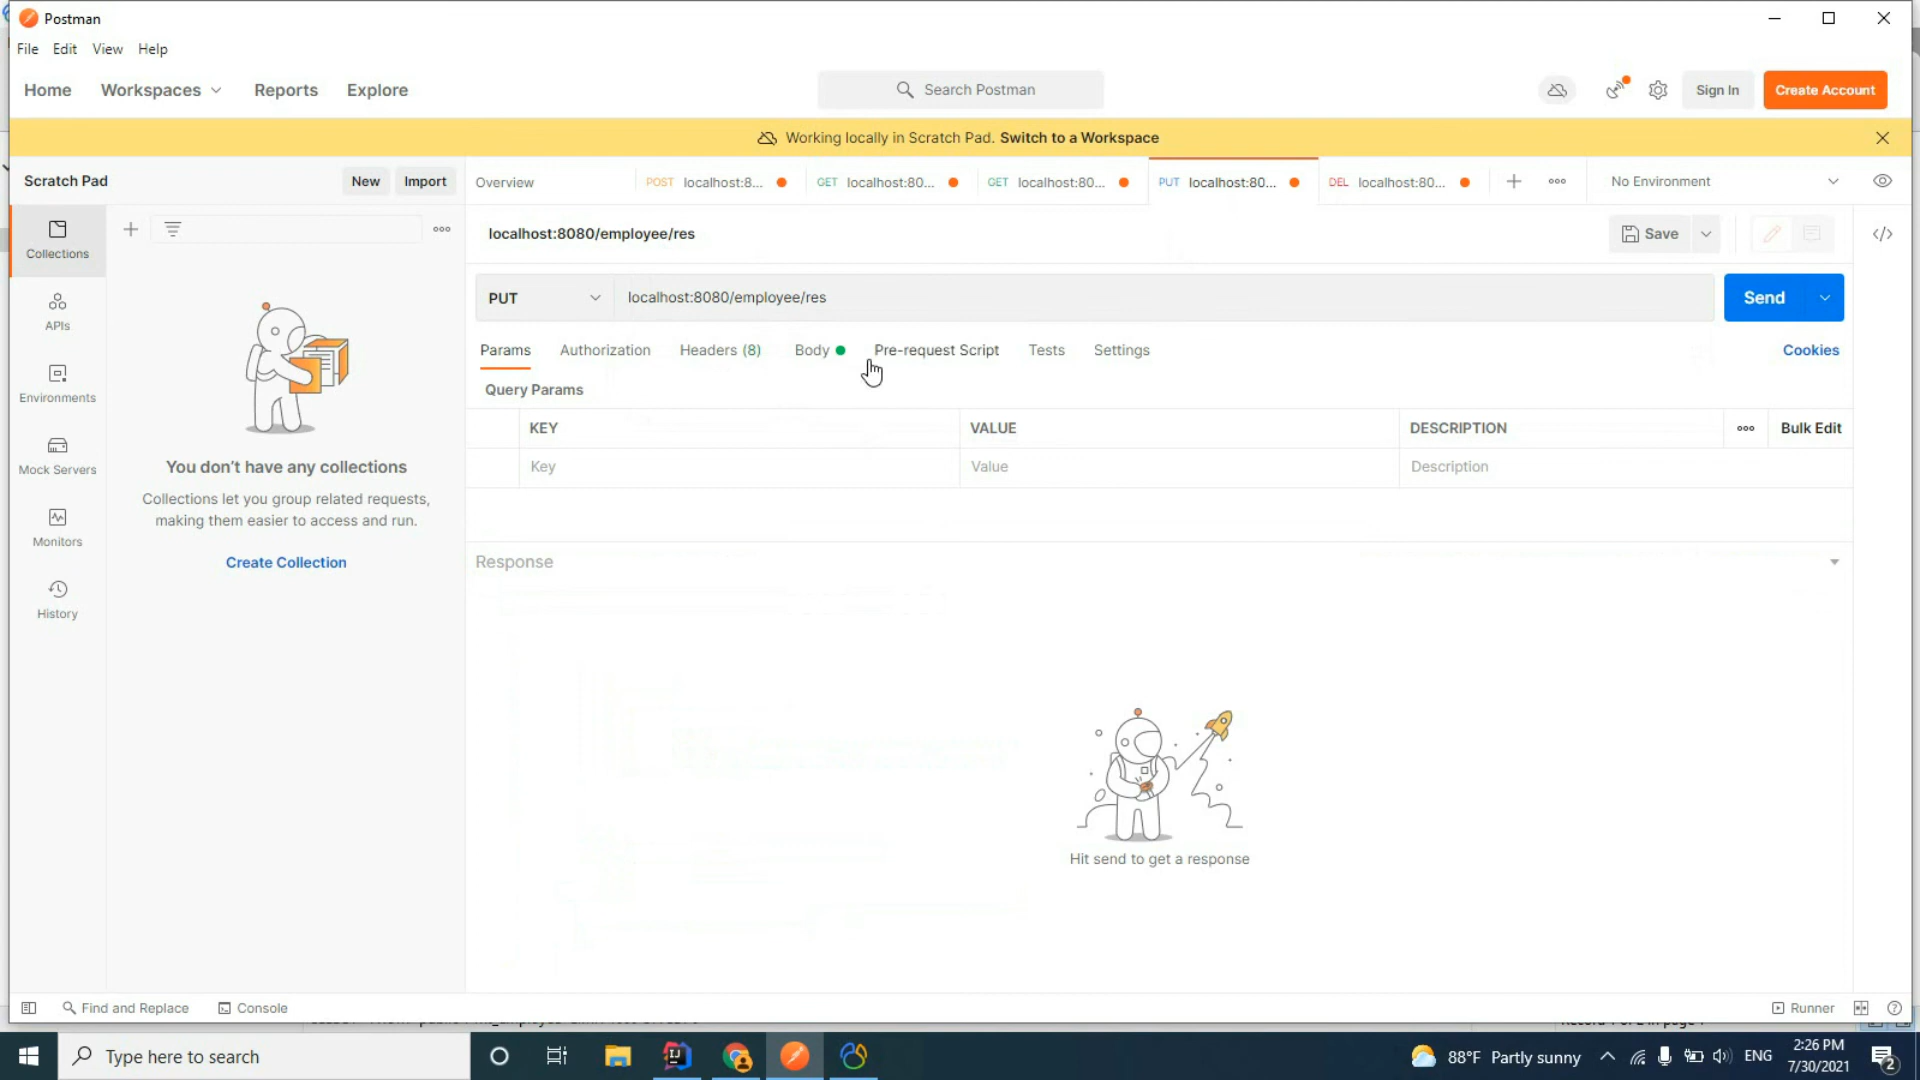 Postman
File Edit View Help
Home Workspaces Reports Explore Search Postman Sign In Create Account
Working locally in Scratch Pad. Switch to a Workspace
Scratch Pad New Import Overview POST localhost:8... GET localhost:80... GET localhost:80... PUT localhost:80... DEL localhost:80... No Environment
localhost:8080/employee/res Save
Collections
PUT localhost:8080/employee/res Send
APIs
Params Authorization Headers (8) Body Pre-request Script Tests Settings Cookies
Environments
Query Params
KEY VALUE DESCRIPTION Bulk Edit
Key Value Description
Mock Servers
You don't have any collections
Collections let you group related requests,
making them easier to access and run.
Monitors
Create Collection
Response
History
Hit send to get a response
Find and Replace Console Runner
Type here to search
88°F Partly sunny ENG
2:26 PM
7/30/2021
2